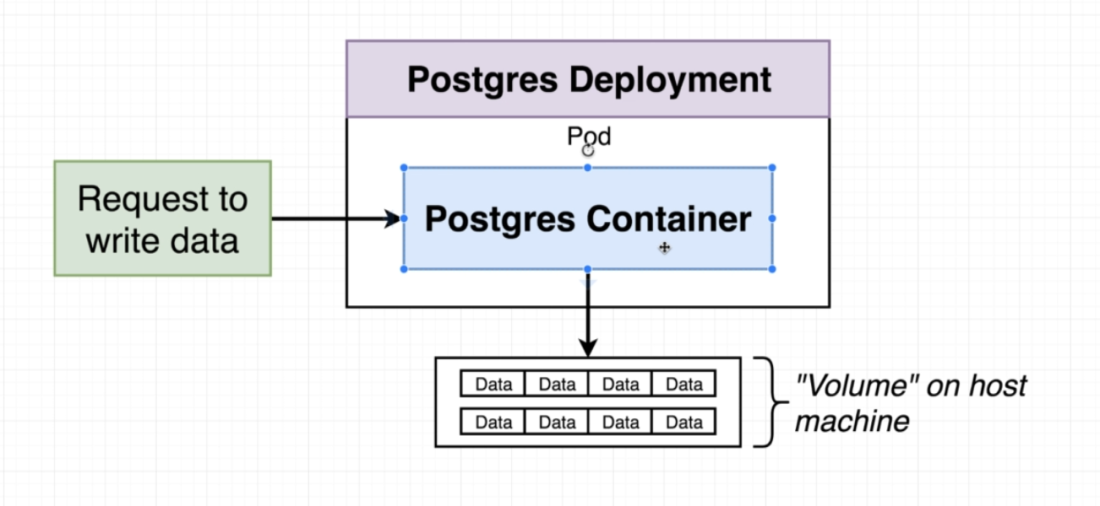 Postgres Deployment
Pod
Request to
write data
Postgres Container
Data Data Data Data
Data Data Data Data
"Volume" on host
machine